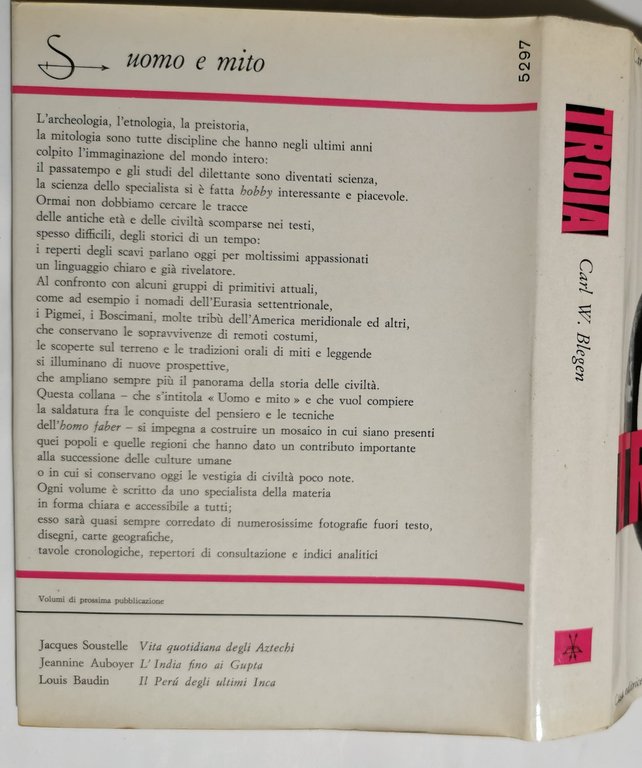 uomo e mito
5297
L'archeologia, l'etnologia, la preistoria,
la mitologia sono tutte discipline che hanno negli ultimi anni
colpito l'immaginazione del mondo intero:
il passatempo e gli studi del dilettante sono diventati scienza,
la scienza dello specialista si è fatta hobby interessante e piacevole.
Ormai non dobbiamo cercare le tracce
delle antiche età e delle civiltà scomparse nei testi,
spesso difficili, degli storici di un tempo:
i reperti degli scavi parlano oggi per moltissimi appassionati
un linguaggio chiaro e già rivelatore.
Al confronto con alcuni gruppi di primitivi attuali,
come ad esempio i nomadi dell'Eurasia settentrionale,
i Pigmei, i Boscimani, molte tribù dell'America meridionale ed altri,
che conservano le sopravvivenze di remoti costumi,
le scoperte sul terreno e le tradizioni orali di miti e leggende
si illuminano di nuove prospettive,
che ampliano sempre più il panorama della storia delle civiltà.
Questa collana – che s'intitola « Uomo e mito » e che vuol compiere
la saldatura fra le conquiste del pensiero e le tecniche
dell'homo faber – si impegna a costruire un mosaico in cui siano presenti
quei popoli e quelle regioni che hanno dato un contributo importante
alla successione delle culture umane
o in cui si conservano oggi le vestigia di civiltà poco note.
Ogni volume è scritto da uno specialista della materia
in forma chiara e accessibile a tutti;
esso sarà quasi sempre corredato di numerosissime fotografie fuori testo,
disegni, carte geografiche,
tavole cronologiche, repertori di consultazione e indici analitici
Volumi di prossima pubblicazione
Jacques Soustelle Vita quotidiana degli Aztechi
Jeannine Auboyer L'India fino ai Gupta
Louis Baudin Il Perú degli ultimi Inca
TROIA
Carl W. Blegen
TR